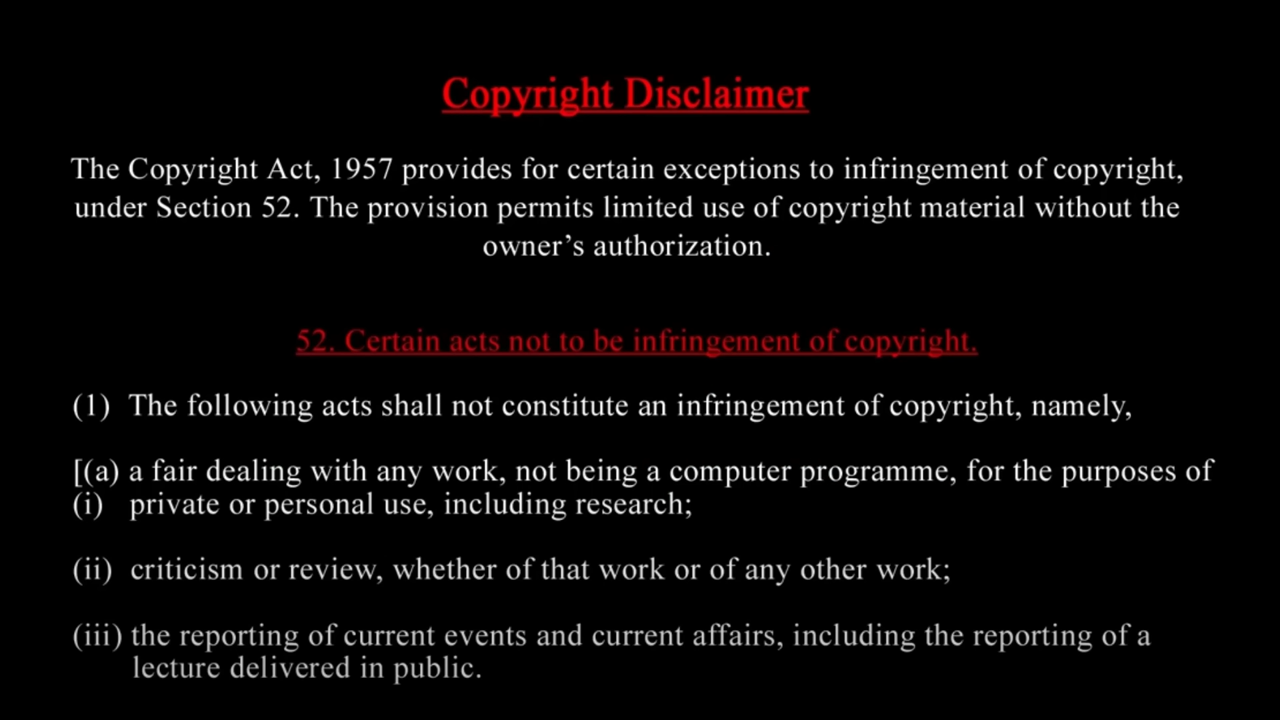 Copyright Disclaimer
The Copyright Act, 1957 provides for certain exceptions to infringement of copyright,
under Section 52. The provision permits limited use of copyright material without the
owner’s authorization.
52. Certain acts not to be infringement of copyright.
(1) The following acts shall not constitute an infringement of copyright, namely,
[(a) a fair dealing with any work, not being a computer programme, for the purposes of
(i) private or personal use, including research;
(ii) criticism or review, whether of that work or of any other work;
(iii) the reporting of current events and current affairs, including the reporting of a
lecture delivered in public.